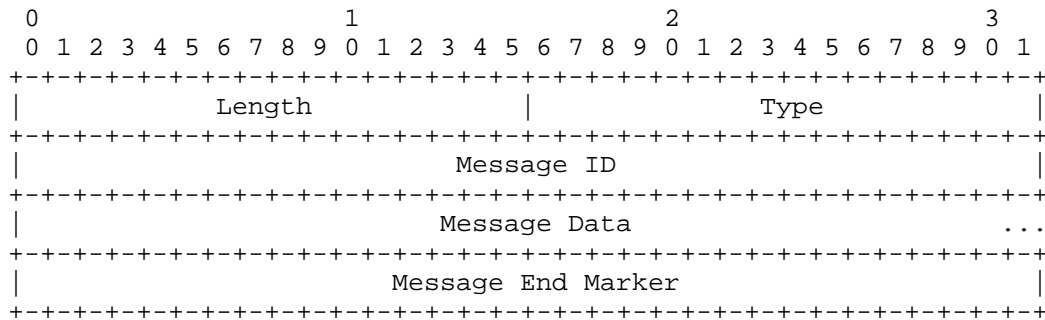 0                   1                   2                   3
 0 1 2 3 4 5 6 7 8 9 0 1 2 3 4 5 6 7 8 9 0 1 2 3 4 5 6 7 8 9 0 1
+-+-+-+-+-+-+-+-+-+-+-+-+-+-+-+-+-+-+-+-+-+-+-+-+-+-+-+-+-+-+-+-+
|            Length             |              Type             |
+-+-+-+-+-+-+-+-+-+-+-+-+-+-+-+-+-+-+-+-+-+-+-+-+-+-+-+-+-+-+-+-+
|                          Message ID                           |
+-+-+-+-+-+-+-+-+-+-+-+-+-+-+-+-+-+-+-+-+-+-+-+-+-+-+-+-+-+-+-+-+
|                         Message Data                        ...
+-+-+-+-+-+-+-+-+-+-+-+-+-+-+-+-+-+-+-+-+-+-+-+-+-+-+-+-+-+-+-+-+
|                      Message End Marker                       |
+-+-+-+-+-+-+-+-+-+-+-+-+-+-+-+-+-+-+-+-+-+-+-+-+-+-+-+-+-+-+-+-+